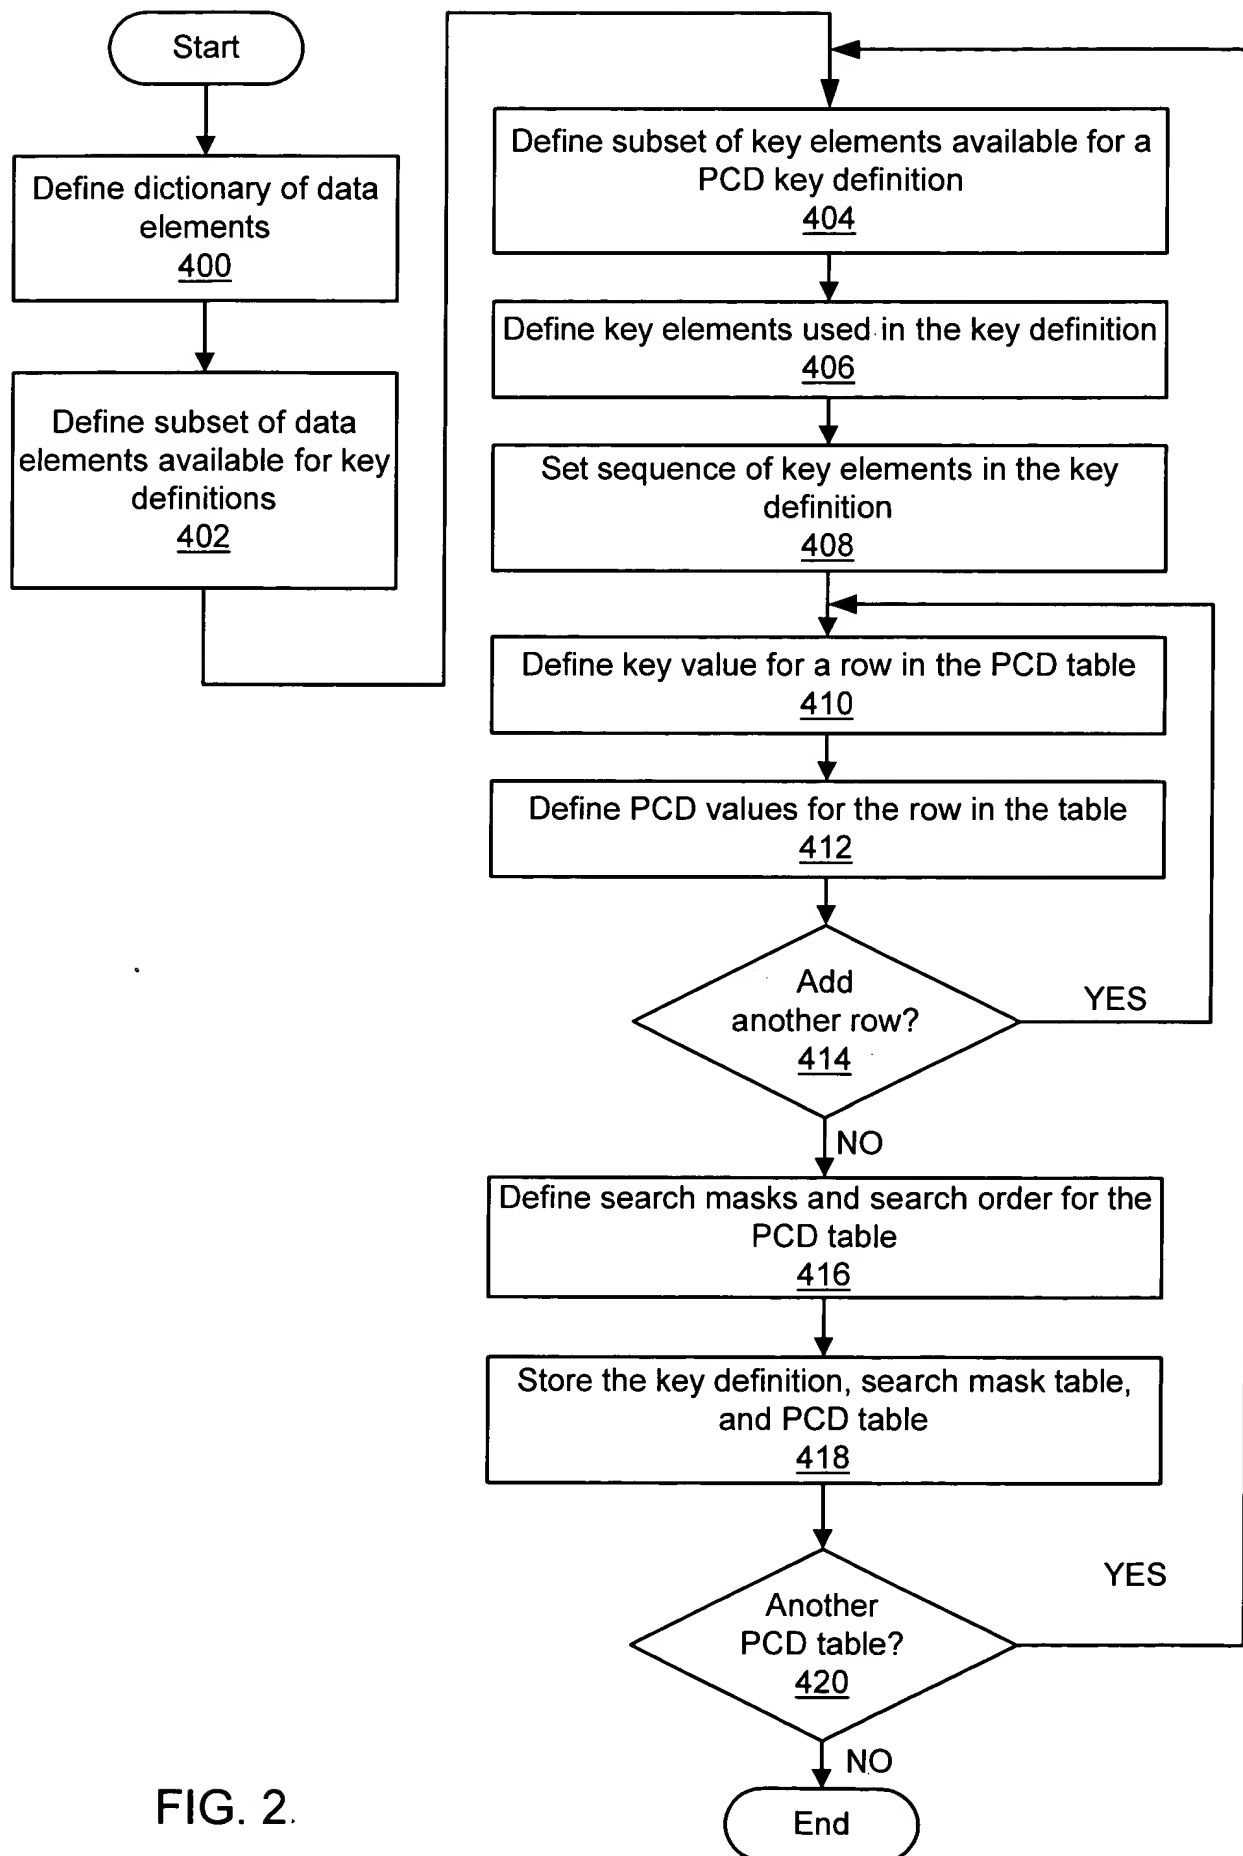 Start
Define dictionary of data
elements
400
Define subset of data
elements available for key
definitions
402
Define subset of key elements available for a
PCD key definition
404
Define key elements used in the key definition
406
Set sequence of key elements in the key
definition
408
Define key value for a row in the PCD table
410
Define PCD values for the row in the table
412
Add
another row?
414
YES
NO
Define search masks and search order for the
PCD table
416
Store the key definition, search mask table,
and PCD table
418
Another
PCD table?
420
YES
NO
End
FIG. 2.